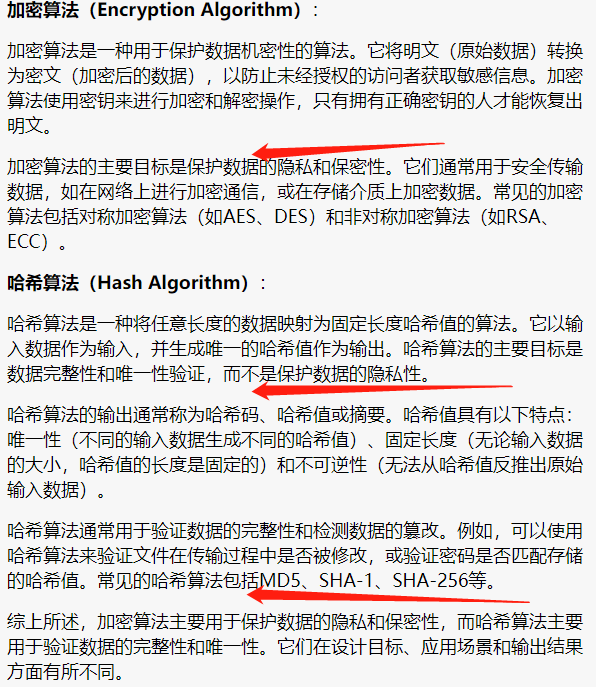 加密算法（Encryption Algorithm）：
加密算法是一种用于保护数据机密性的算法。它将明文（原始数据）转换
为密文（加密后的数据），以防止未经授权的访问者获取敏感信息。加密
算法使用密钥来进行加密和解密操作，只有拥有正确密钥的人才能恢复出
明文。
加密算法的主要目标是保护数据的隐私和保密性。它们通常用于安全传输
数据，如在网络上进行加密通信，或在存储介质上加密数据。常见的加密
算法包括对称加密算法（如AES、DES）和非对称加密算法（如RSA、
ECC）。
哈希算法（Hash Algorithm）：
哈希算法是一种将任意长度的数据映射为固定长度哈希值的算法。它以输
入数据作为输入，并生成唯一的哈希值作为输出。哈希算法的主要目标是
数据完整性和唯一性验证，而不是保护数据的隐私性。
哈希算法的输出通常称为哈希码、哈希值或摘要。哈希值具有以下特点：
唯一性（不同的输入数据生成不同的哈希值）、固定长度（无论输入数据
的大小，哈希值的长度是固定的）和不可逆性（无法从哈希值反推出原始
输入数据）。
哈希算法通常用于验证数据的完整性和检测数据的篡改。例如，可以使用
哈希算法来验证文件在传输过程中是否被修改，或验证密码是否匹配存储
的哈希值。常见的哈希算法包括MD5、SHA-1、SHA-256等。
综上所述，加密算法主要用于保护数据的隐私和保密性，而哈希算法主要
用于验证数据的完整性和唯一性。它们在设计目标、应用场景和输出结果
方面有所不同。